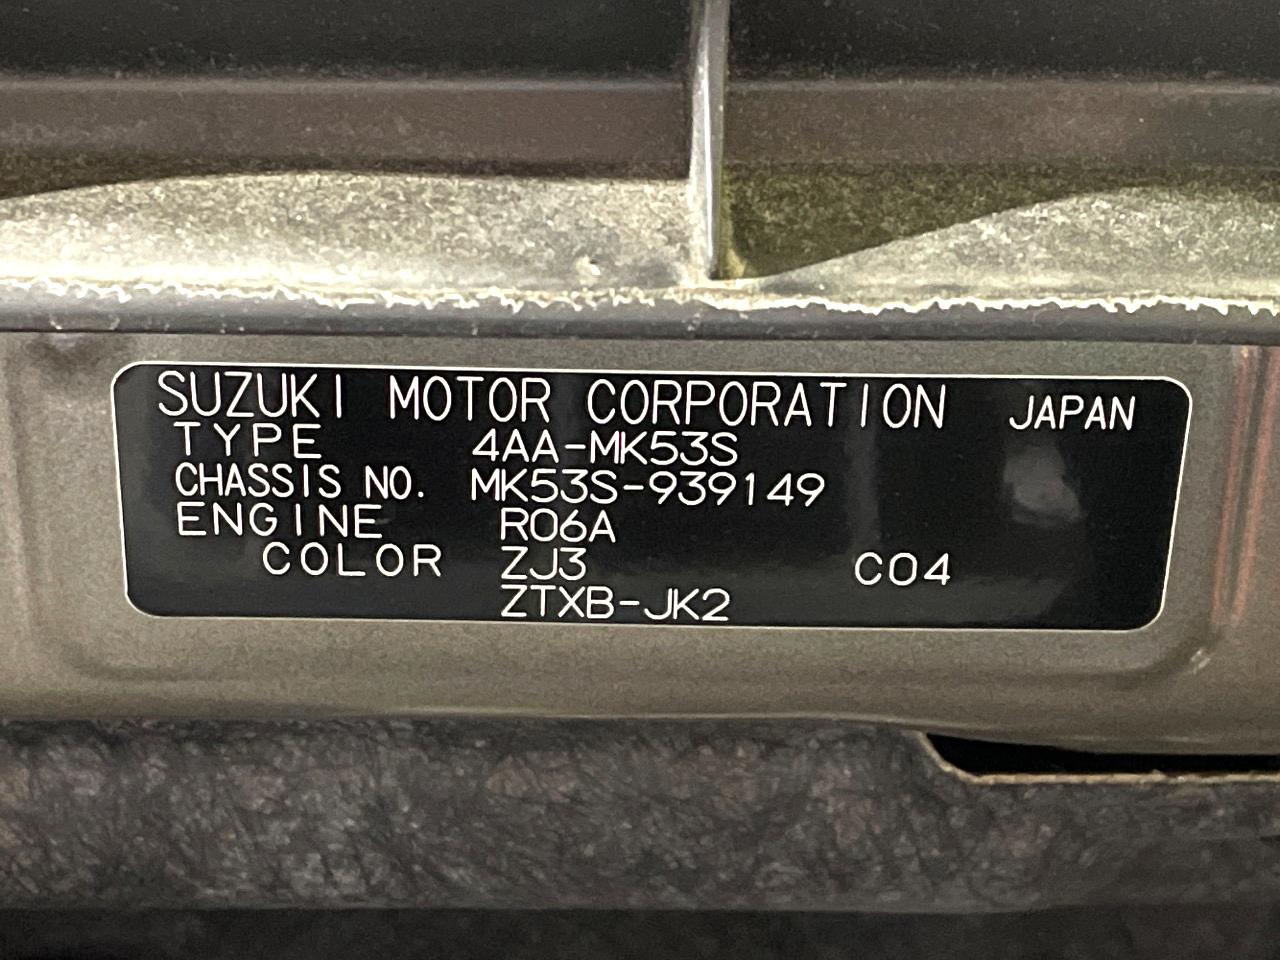 SUZUKI MOTOR CORPORATION JAPAN
TYPE 4AA-MK53S
CHASSIS NO. MK53S-939149
ENGINE R06A
COLOR ZJ3 C04
ZTXB-JK2